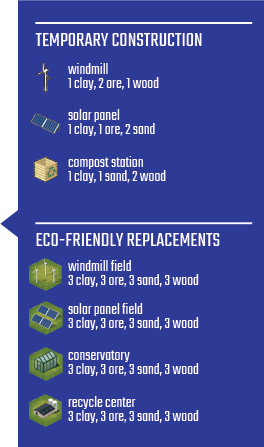 TEMPORARY CONSTRUCTION
windmill
1 clay, 2 ore, 1 wood
solar panel
1 clay, 1 ore, 2 sand
compost station
1 clay, 1 sand, 2 wood
ECO-FRIENDLY REPLACEMENTS
windmill field
3 clay, 3 ore, 3 sand, 3 wood
solar panel field
3 clay, 3 ore, 3 sand, 3 wood
conservatory
3 clay, 3 ore, 3 sand, 3 wood
recycle center
3 clay, 3 ore, 3 sand, 3 wood